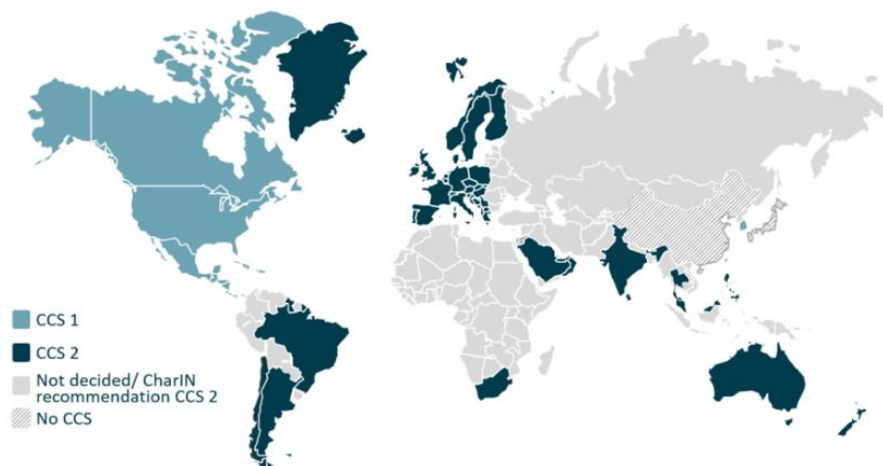 CCS 1
CCS 2
Not decided/ CharIN
recommendation CCS 2
No CCS